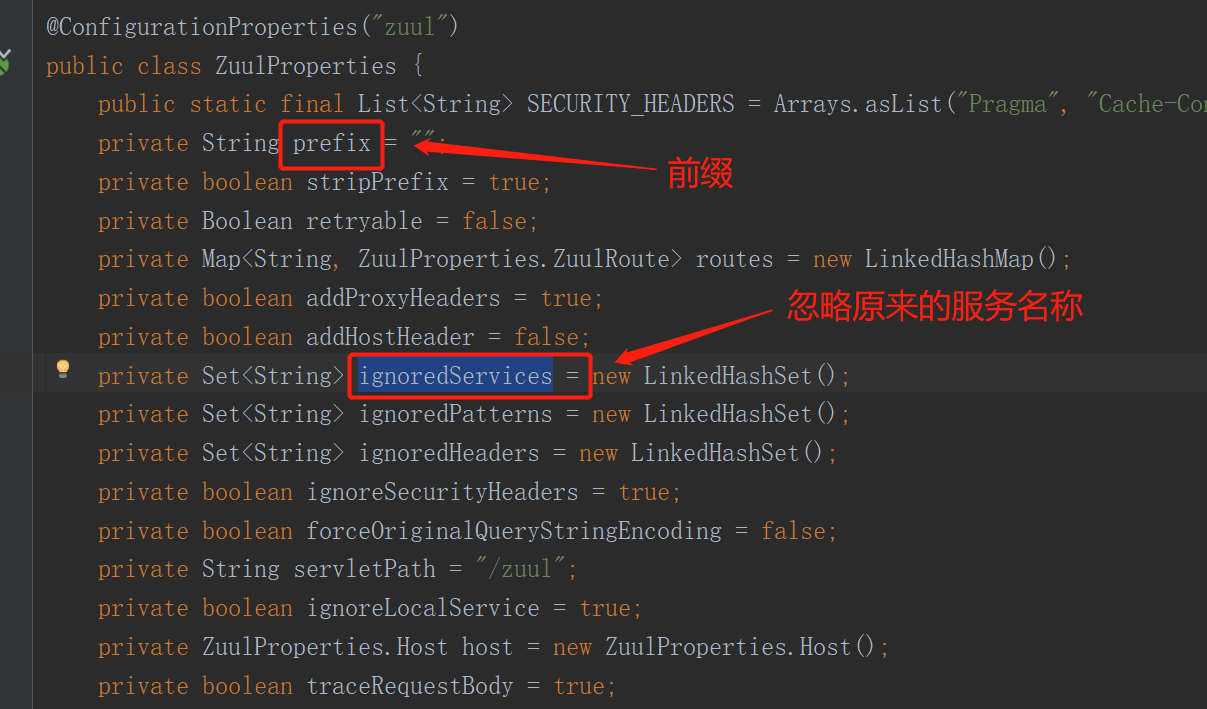 @ConfigurationProperties("zuul")
public class ZuulProperties {
public static final List<String> SECURITY_HEADERS = Arrays.asList("Pragma", "Cache-Co
private String prefix = "";
前缀
private boolean stripPrefix = true;
private Boolean retryable = false;
private Map<String, ZuulProperties.ZuulRoute> routes = new LinkedHashMap();
private boolean addProxyHeaders = true;
忽略原来的服务名称
private boolean addHostHeader = false;
private Set<String> ignoredServices = new LinkedHashSet();
private Set<String> ignoredPatterns = new LinkedHashSet();
private Set<String> ignoredHeaders = new LinkedHashSet();
private boolean ignoreSecurityHeaders = true;
private boolean forceOriginalQueryStringEncoding = false;
private String servletPath = "/zuul";
private boolean ignoreLocalService = true;
private ZuulProperties.Host host = new ZuulProperties.Host();
private boolean traceRequestBody = true;